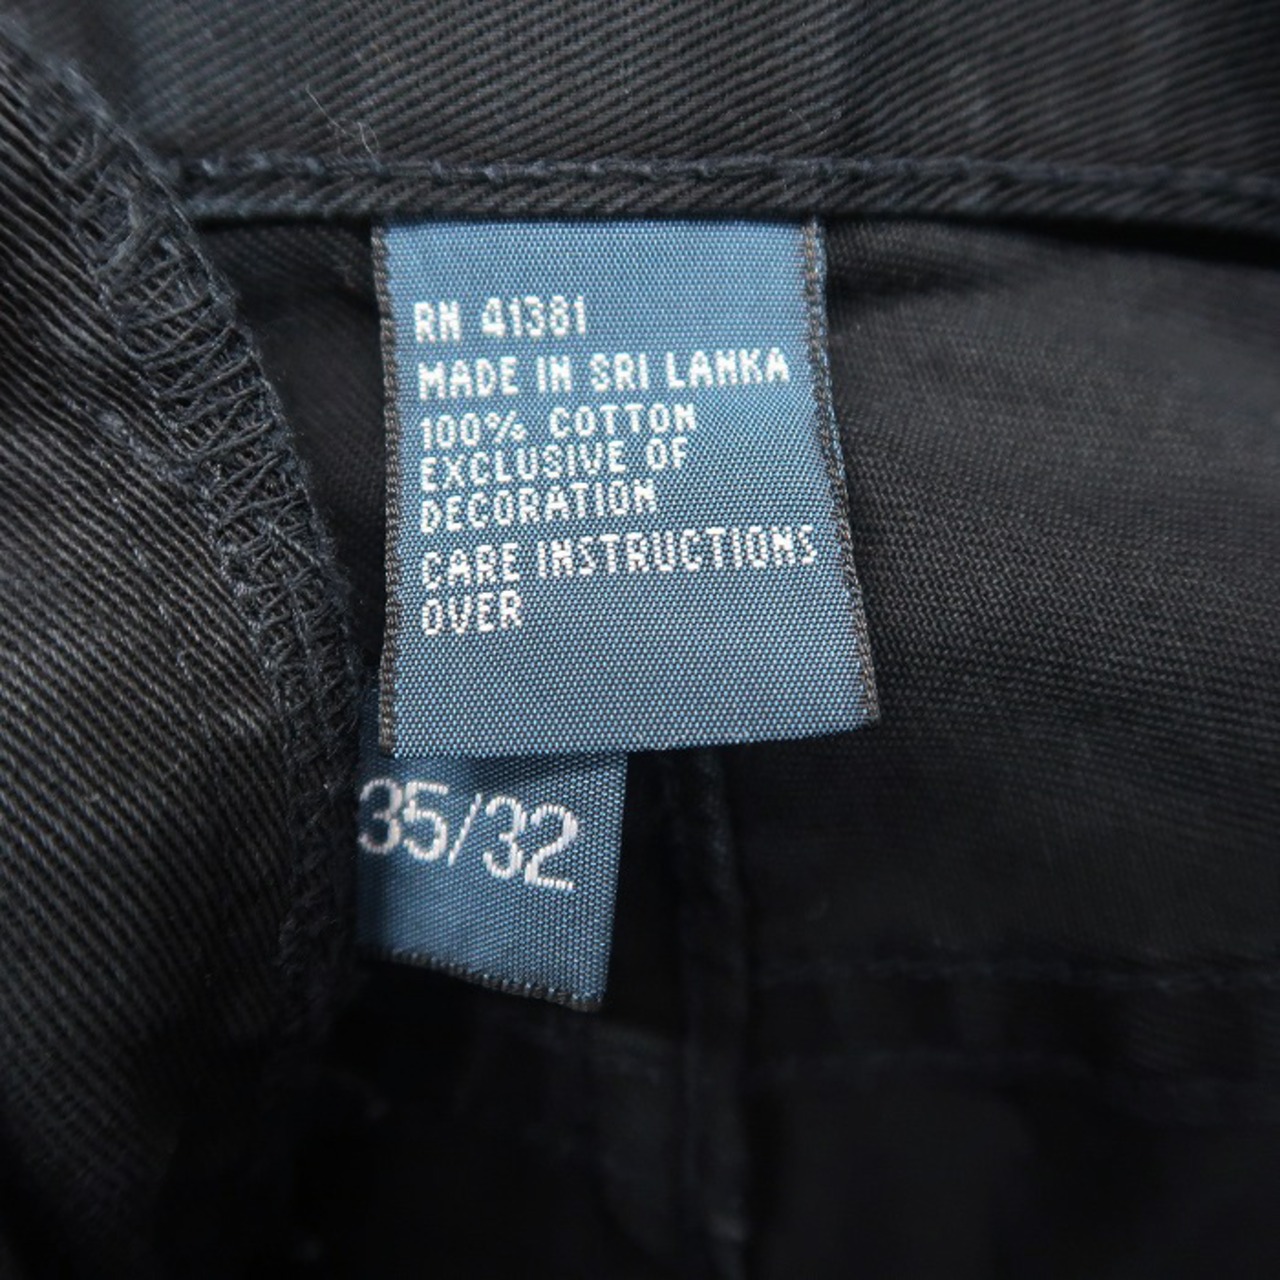 RN 41381
MADE IN SRI LANKA
100% COTTON
EXCLUSIVE OF
DECORATION
CARE INSTRUCTIONS
OVER
35/32